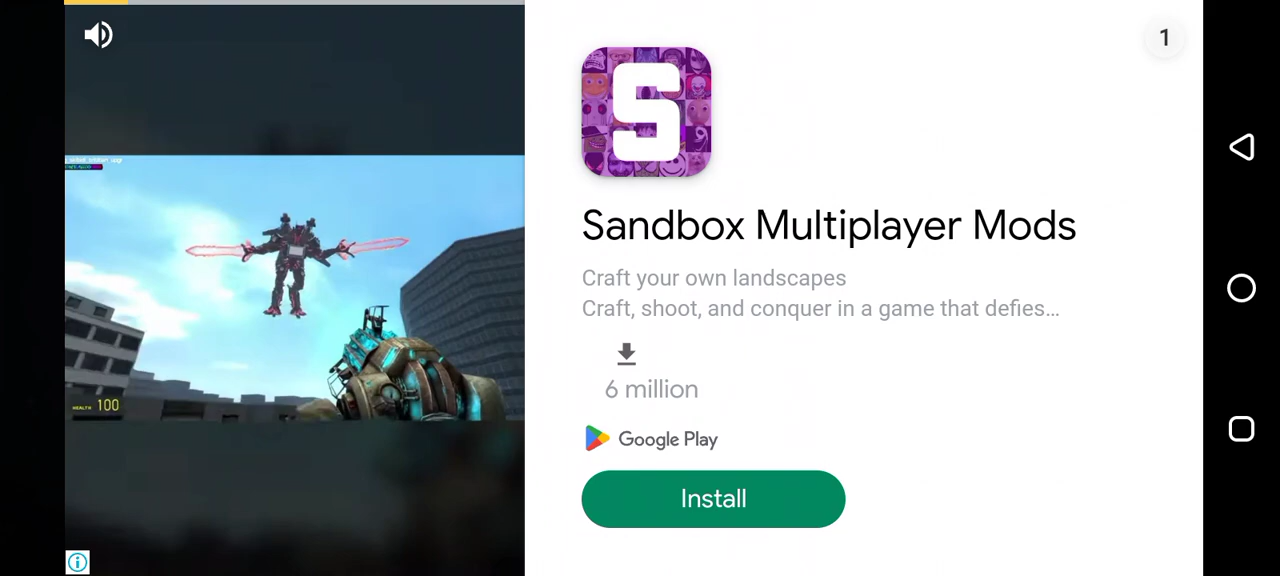 1
S
Sandbox Multiplayer Mods
Craft your own landscapes
Craft, shoot, and conquer in a game that defies...
6 million
Google Play
Install
HEALTH 100